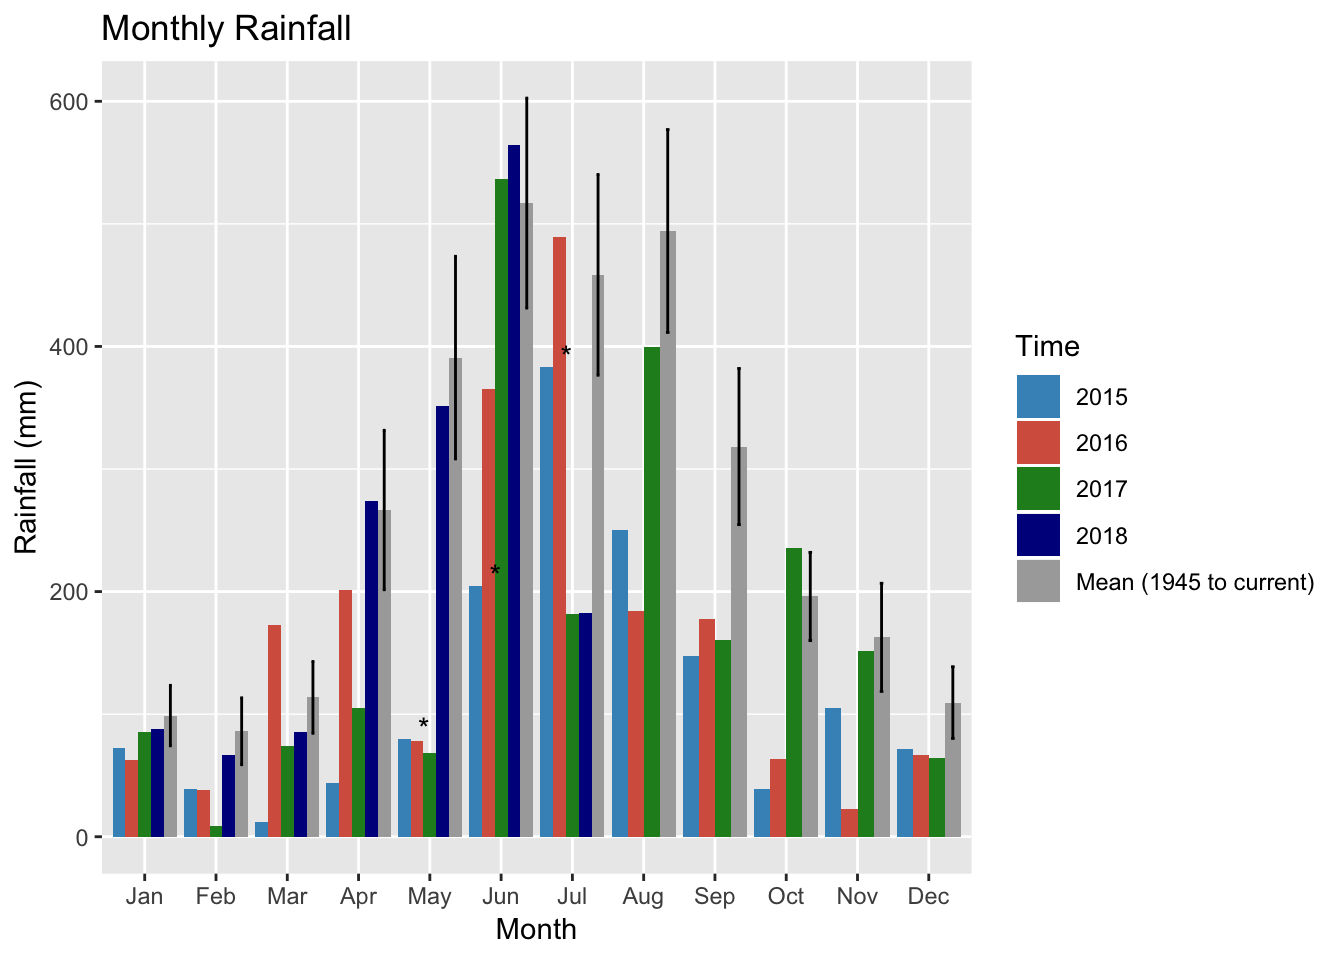 Monthly Rainfall
600
400
200
0
Rainfall (mm)
*
*
*
Jan Feb Mar Apr May Jun Jul Aug Sep Oct Nov Dec
Month
Time
2015
2016
2017
2018
Mean (1945 to current)